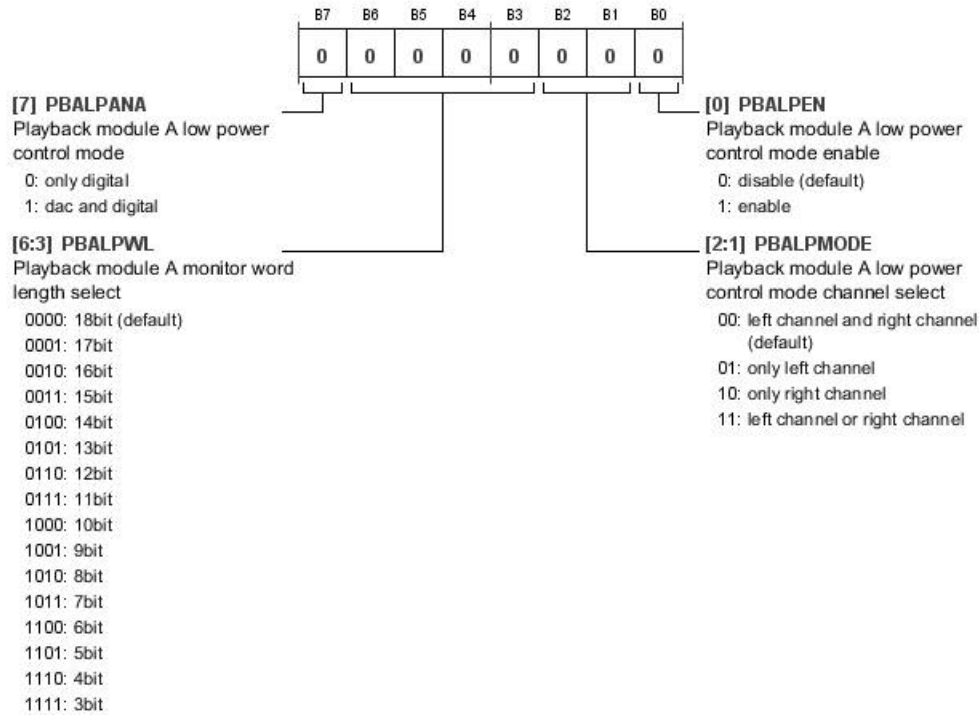 B7 B6 B5 B4 B3 B2 B1 B0
0 0 0 0 0 0 0 0
[7] PBALPANA
Playback module A low power
control mode
0: only digital
1: dac and digital
[6:3] PBALPWL
Playback module A monitor word
length select
0000: 18bit (default)
0001: 17bit
0010: 16bit
0011: 15bit
0100: 14bit
0101: 13bit
0110: 12bit
0111: 11bit
1000: 10bit
1001: 9bit
1010: 8bit
1011: 7bit
1100: 6bit
1101: 5bit
1110: 4bit
1111: 3bit
[0] PBALPEN
Playback module A low power
control mode enable
0: disable (default)
1: enable
[2:1] PBALPMODE
Playback module A low power
control mode channel select
00: left channel and right channel
(default)
01: only left channel
10: only right channel
11: left channel or right channel